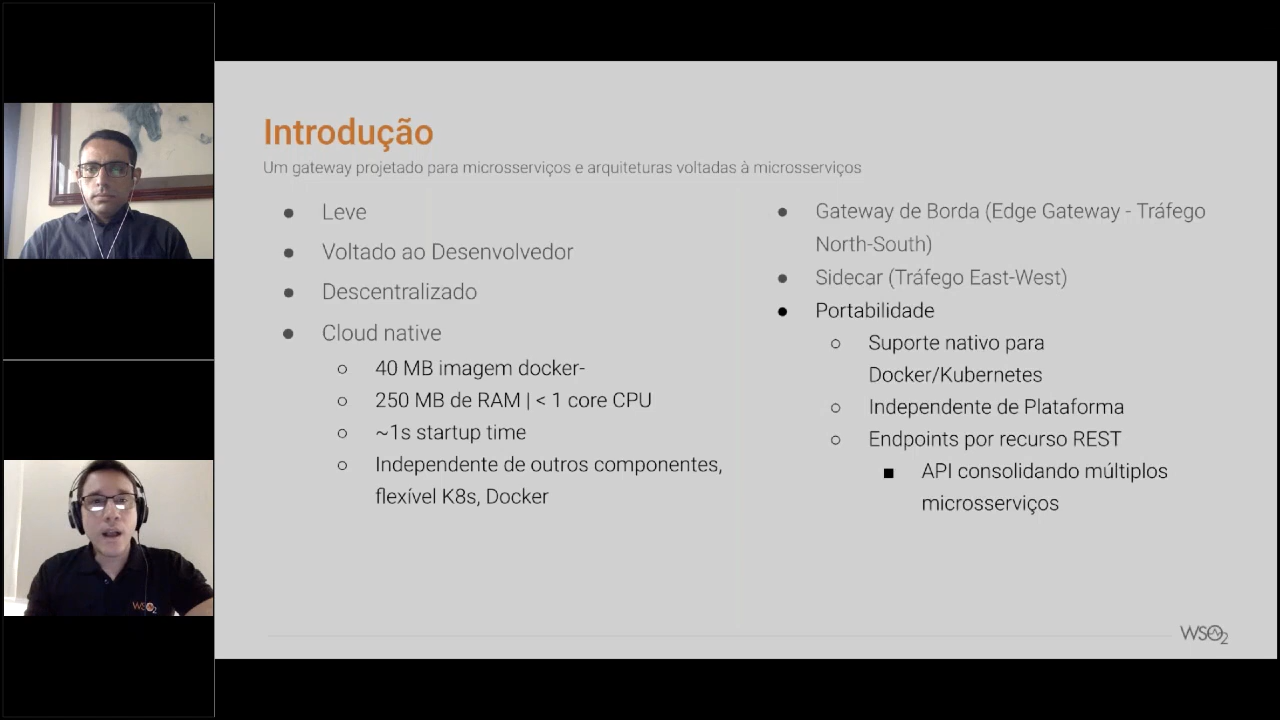 Introdução
Um gateway projetado para microsserviços e arquiteturas voltadas à microsserviços
Leve
Voltado ao Desenvolvedor
Descentralizado
Cloud native
40 MB imagem docker-
250 MB de RAM | < 1 core CPU
~1s startup time
Independente de outros componentes,
flexível K8s, Docker
Gateway de Borda (Edge Gateway - Tráfego
North-South)
Sidecar (Tráfego East-West)
Portabilidade
Suporte nativo para
Docker/Kubernetes
Independente de Plataforma
Endpoints por recurso REST
API consolidando múltiplos
microsserviços
WSO2
WSO2